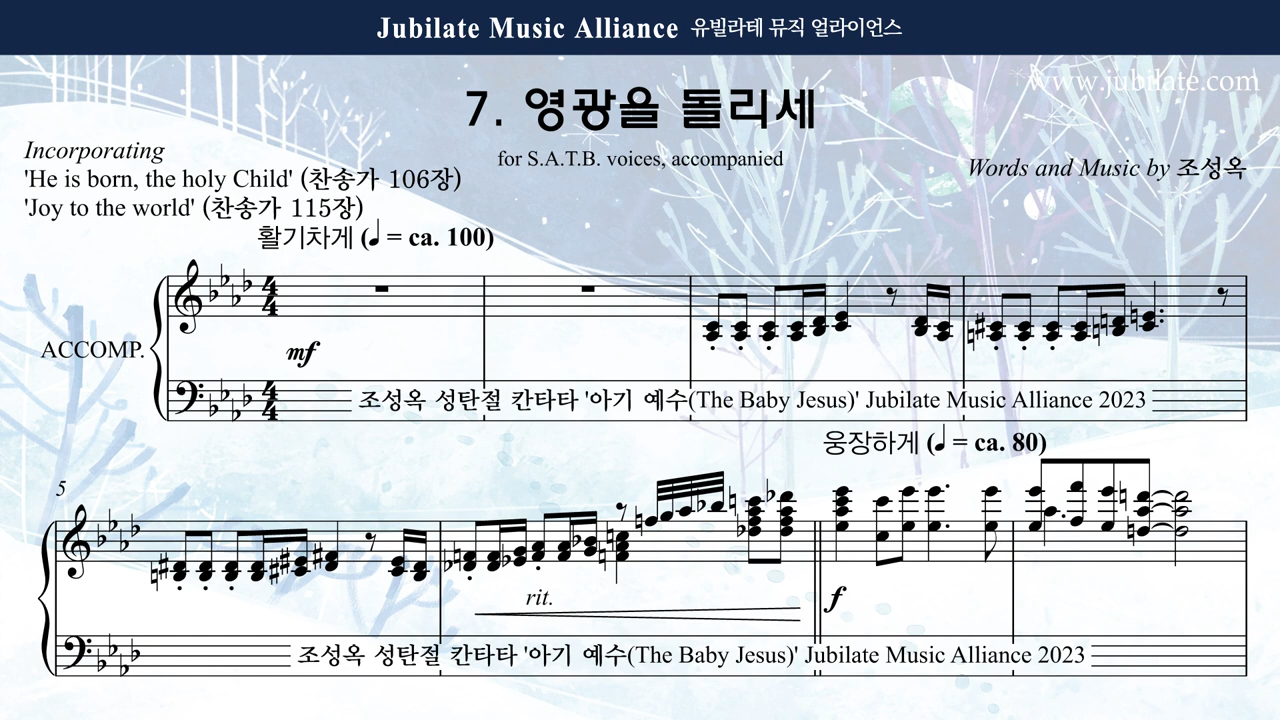 Jubilate Music Alliance 유빌라테 뮤직 얼라이언스
www.jubilate.com
7. 영광을 돌리세
for S.A.T.B. voices, accompanied
Incorporating
'He is born, the holy Child' (찬송가 106장)
'Joy to the world' (찬송가 115장)
Words and Music by 조성옥
활기차게 (♩ = ca. 100)
ACCOMP.
mf
조성옥 성탄절 칸타타 '아기 예수(The Baby Jesus)' Jubilate Music Alliance 2023
웅장하게 (♩ = ca. 80)
5
rit.
f
조성옥 성탄절 칸타타 '아기 예수(The Baby Jesus)' Jubilate Music Alliance 2023